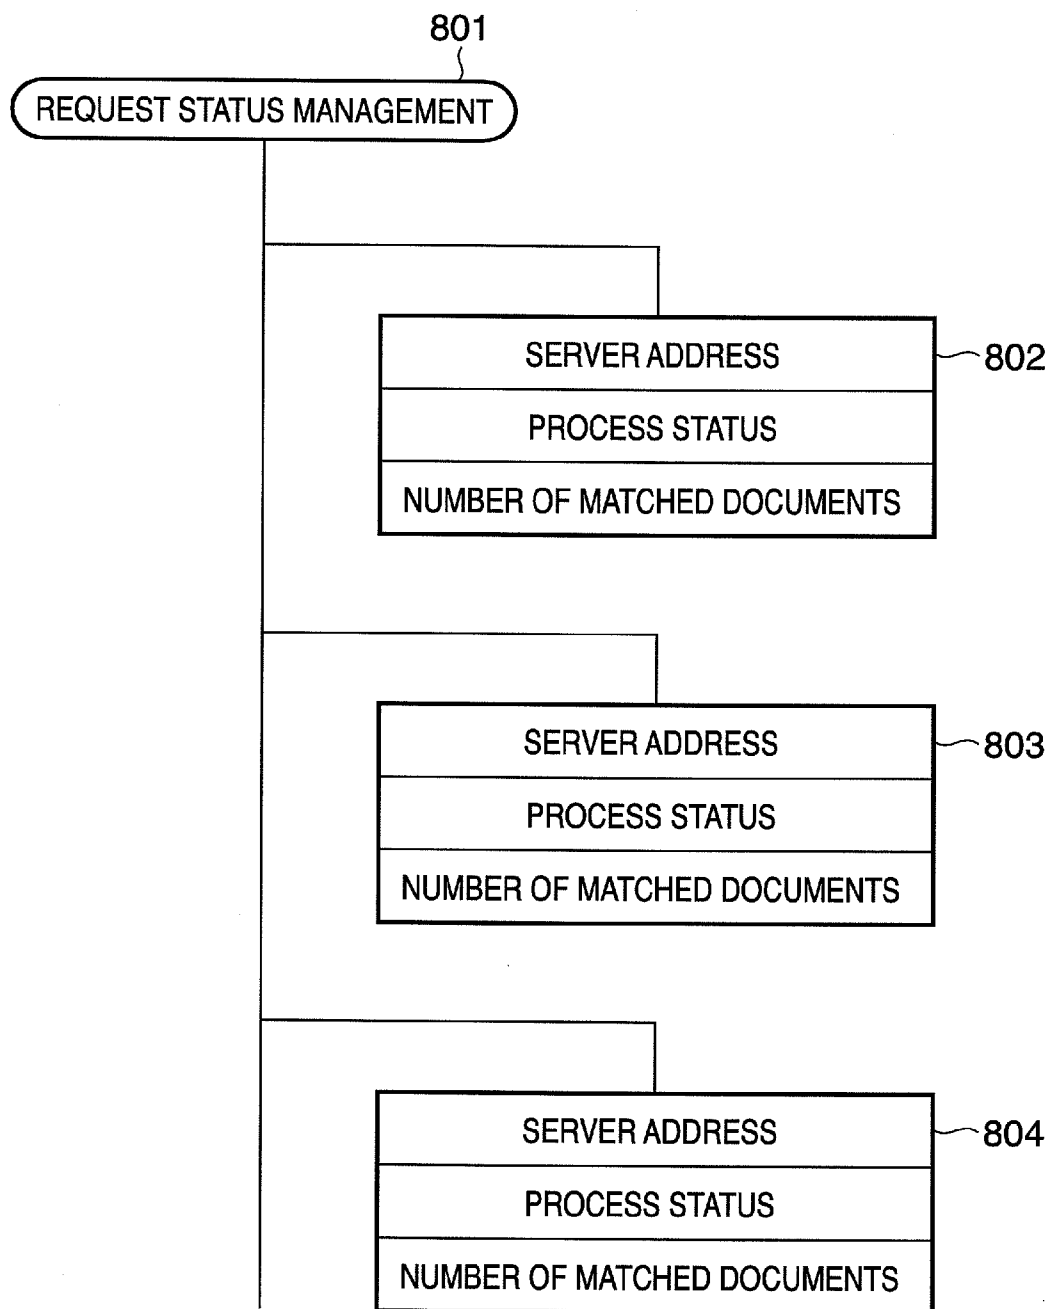 801
REQUEST STATUS MANAGEMENT
SERVER ADDRESS
802
PROCESS STATUS
NUMBER OF MATCHED DOCUMENTS
SERVER ADDRESS
803
PROCESS STATUS
NUMBER OF MATCHED DOCUMENTS
SERVER ADDRESS
804
PROCESS STATUS
NUMBER OF MATCHED DOCUMENTS